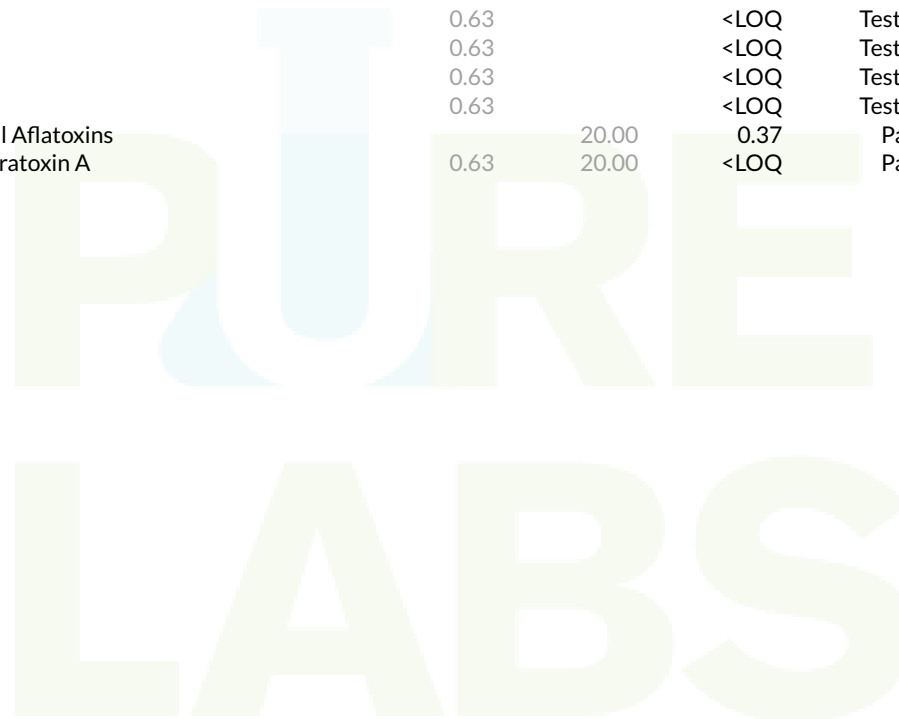 0.63 <LOQ Test
0.63 <LOQ Test
0.63 <LOQ Test
0.63 <LOQ Test
l Aflatoxins 20.00 0.37 Pa
ratoxin A 0.63 20.00 <LOQ Pa
PURE
LABS